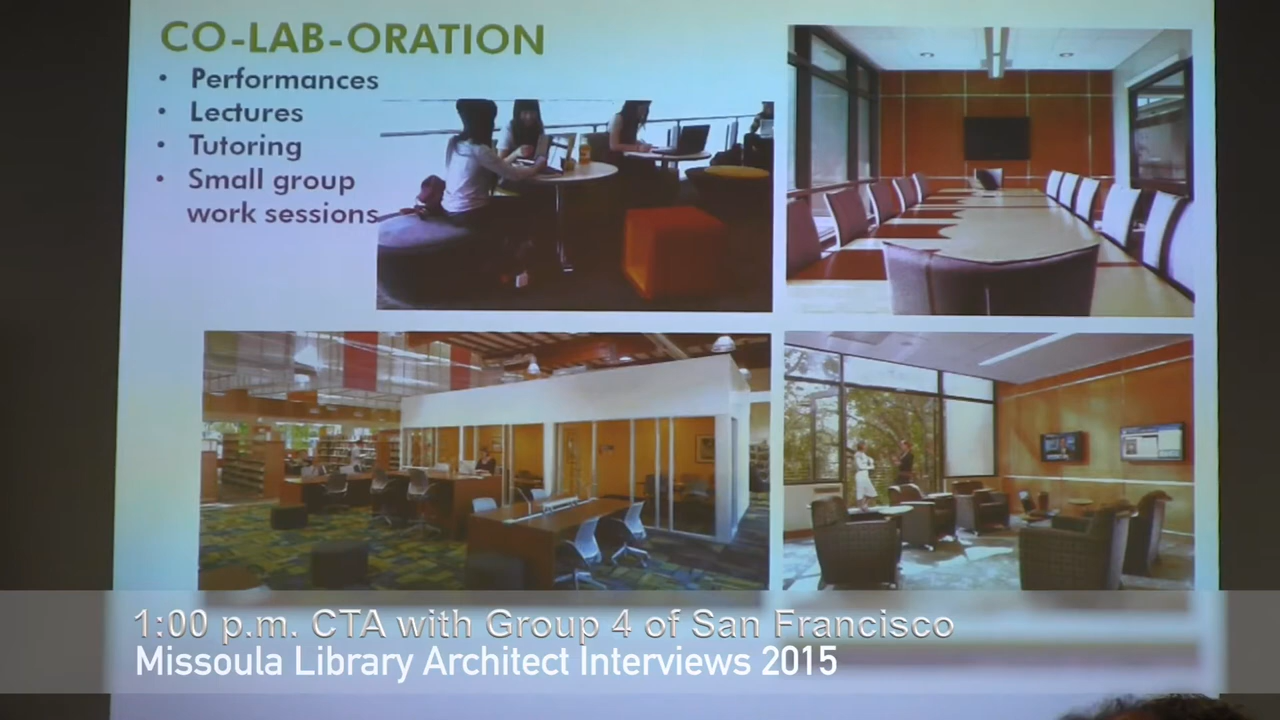 CO-LAB-ORATION
• Performances
• Lectures
• Tutoring
• Small group
work sessions
1:00 p.m. CTA with Group 4 of San Francisco
Missoula Library Architect Interviews 2015